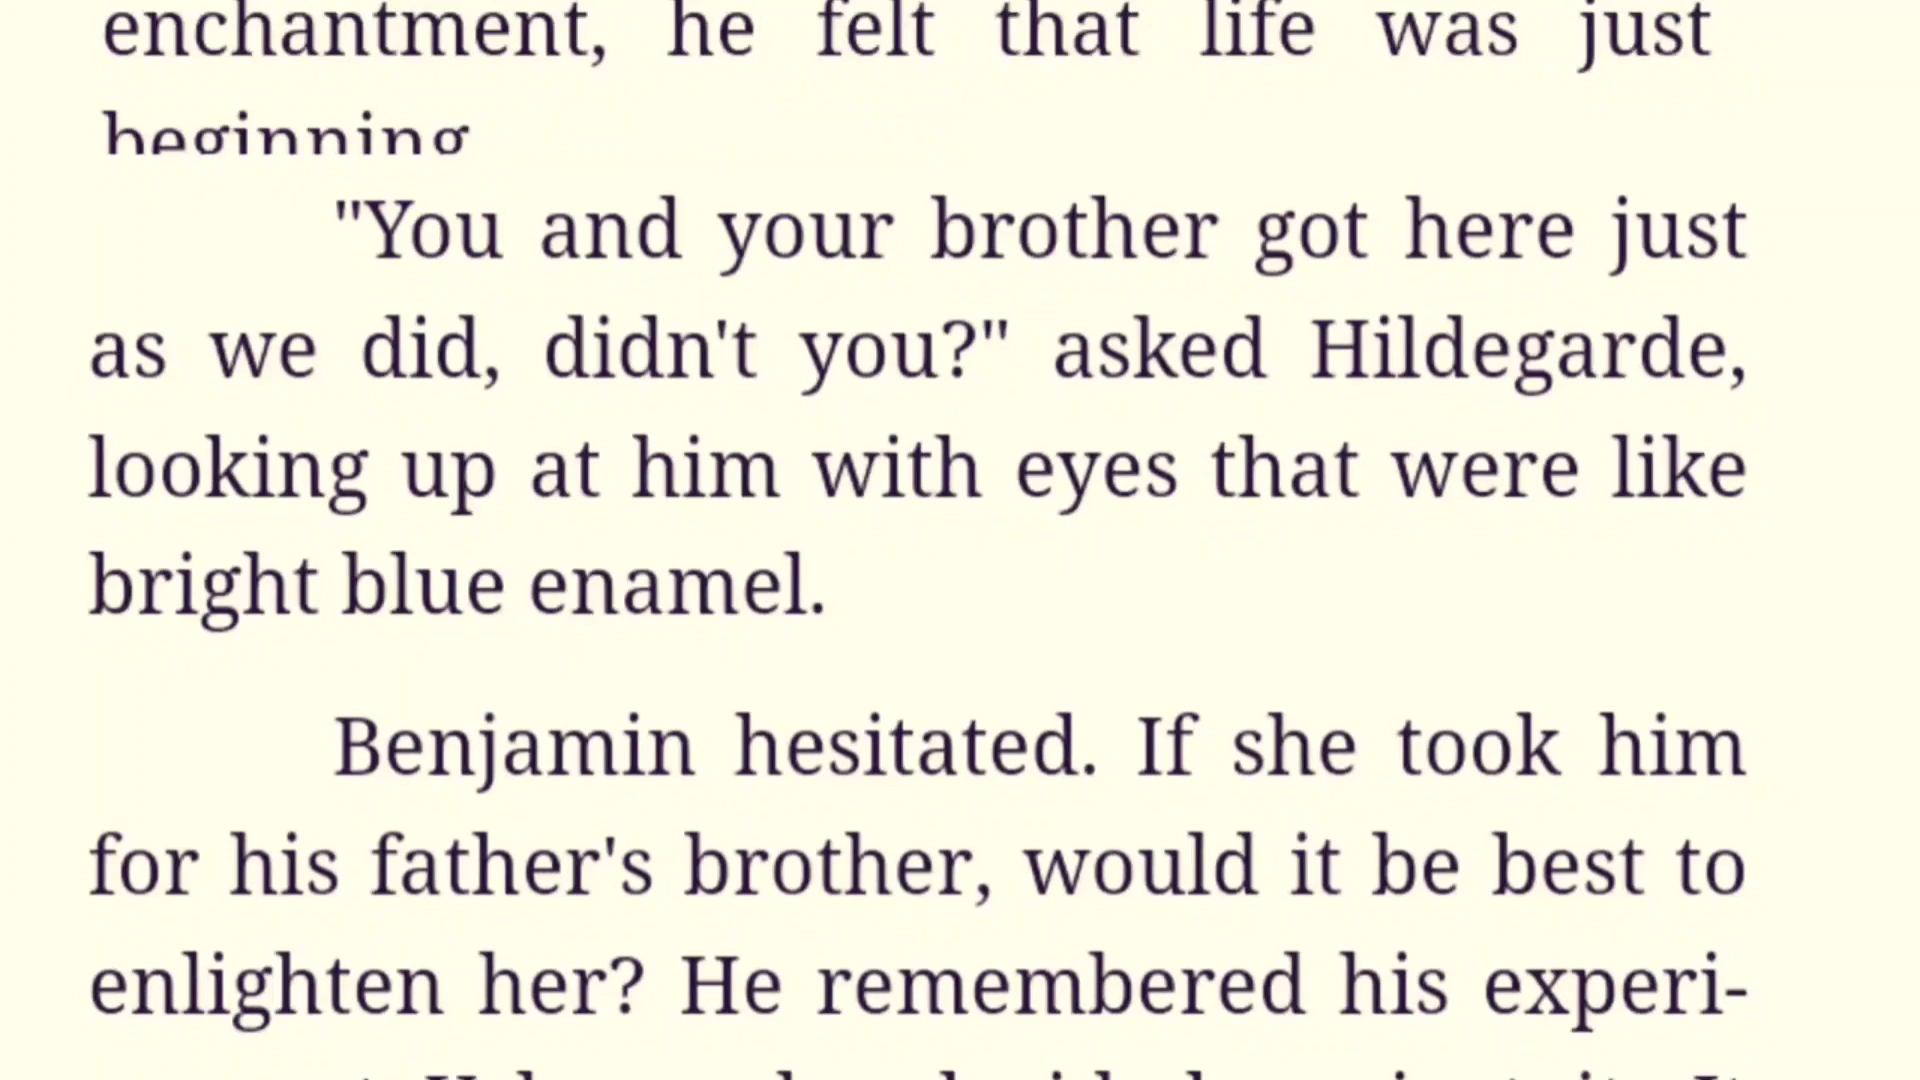 enchantment, he felt that life was just
beginning
"You and your brother got here just
as we did, didn't you?" asked Hildegarde,
looking up at him with eyes that were like
bright blue enamel.
Benjamin hesitated. If she took him
for his father's brother, would it be best to
enlighten her? He remembered his experi-